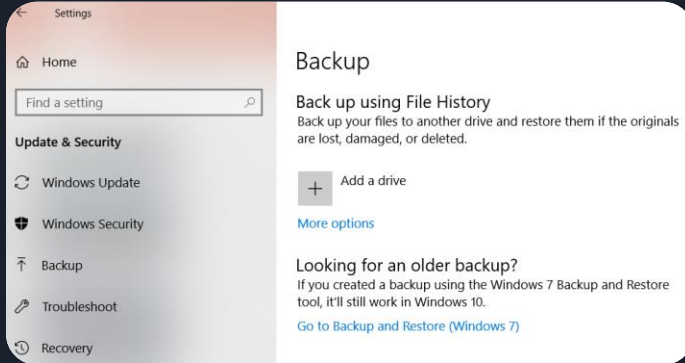 Settings
Home
Find a setting
Update & Security
Windows Update
Windows Security
Backup
Troubleshoot
Recovery
Backup
Back up using File History
Back up your files to another drive and restore them if the originals
are lost, damaged, or deleted.
Add a drive
More options
Looking for an older backup?
If you created a backup using the Windows 7 Backup and Restore
tool, it'll still work in Windows 10.
Go to Backup and Restore (Windows 7)